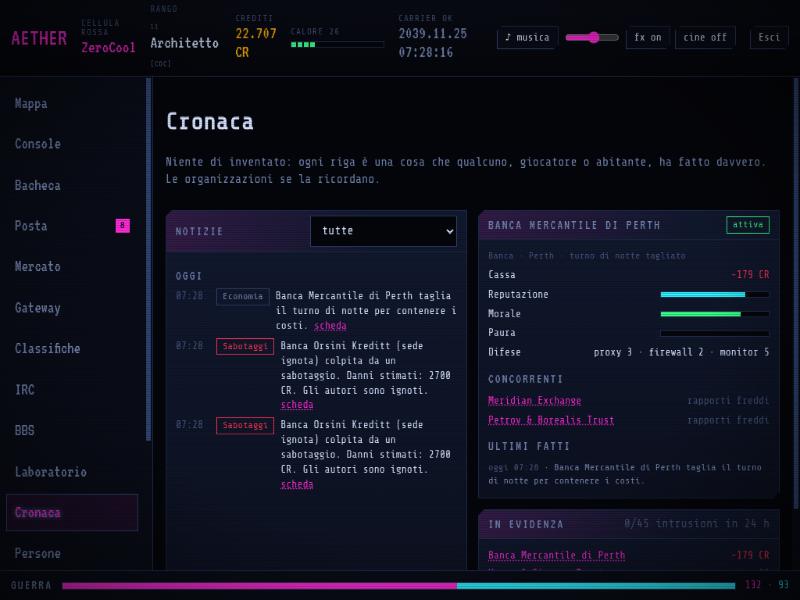 AETHER
CELLULA ROSSA
ZeroCool
RANGO 11
Architetto
[COC]
CREDITI
22.707 CR
CALORE 26
CARRIER OK
2039.11.25
07:28:16
♪ musica
fx on
cine off
Esci
Mappa
Console
Bacheca
Posta
8
Mercato
Gateway
Classifiche
IRC
BBS
Laboratorio
Cronaca
Persone
Cronaca
Niente di inventato: ogni riga è una cosa che qualcuno, giocatore o abitante, ha fatto davvero.
Le organizzazioni se la ricordano.
NOTIZIE
tutte
OGGI
07:28 Economia Banca Mercantile di Perth taglia
il turno di notte per contenere i
costi. scheda
07:28 Sabotaggi Banca Orsini Kreditt (sede
ignota) colpita da un
sabotaggio. Danni stimati: 2700
CR. Gli autori sono ignoti.
scheda
07:28 Sabotaggi Banca Orsini Kreditt (sede
ignota) colpita da un
sabotaggio. Danni stimati: 2700
CR. Gli autori sono ignoti.
scheda
BANCA MERCANTILE DI PERTH
attiva
Banca · Perth · turno di notte tagliato
Cassa -179 CR
Reputazione
Morale
Paura
Difese proxy 3 · firewall 2 · monitor 5
CONCORRENTI
Meridian Exchange rapporti freddi
Petrov & Borealis Trust rapporti freddi
ULTIMI FATTI
oggi 07:28 · Banca Mercantile di Perth taglia il turno
di notte per contenere i costi.
IN EVIDENZA 0/45 intrusioni in 24 h
Banca Mercantile di Perth -179 CR
GUERRA 132 · 93